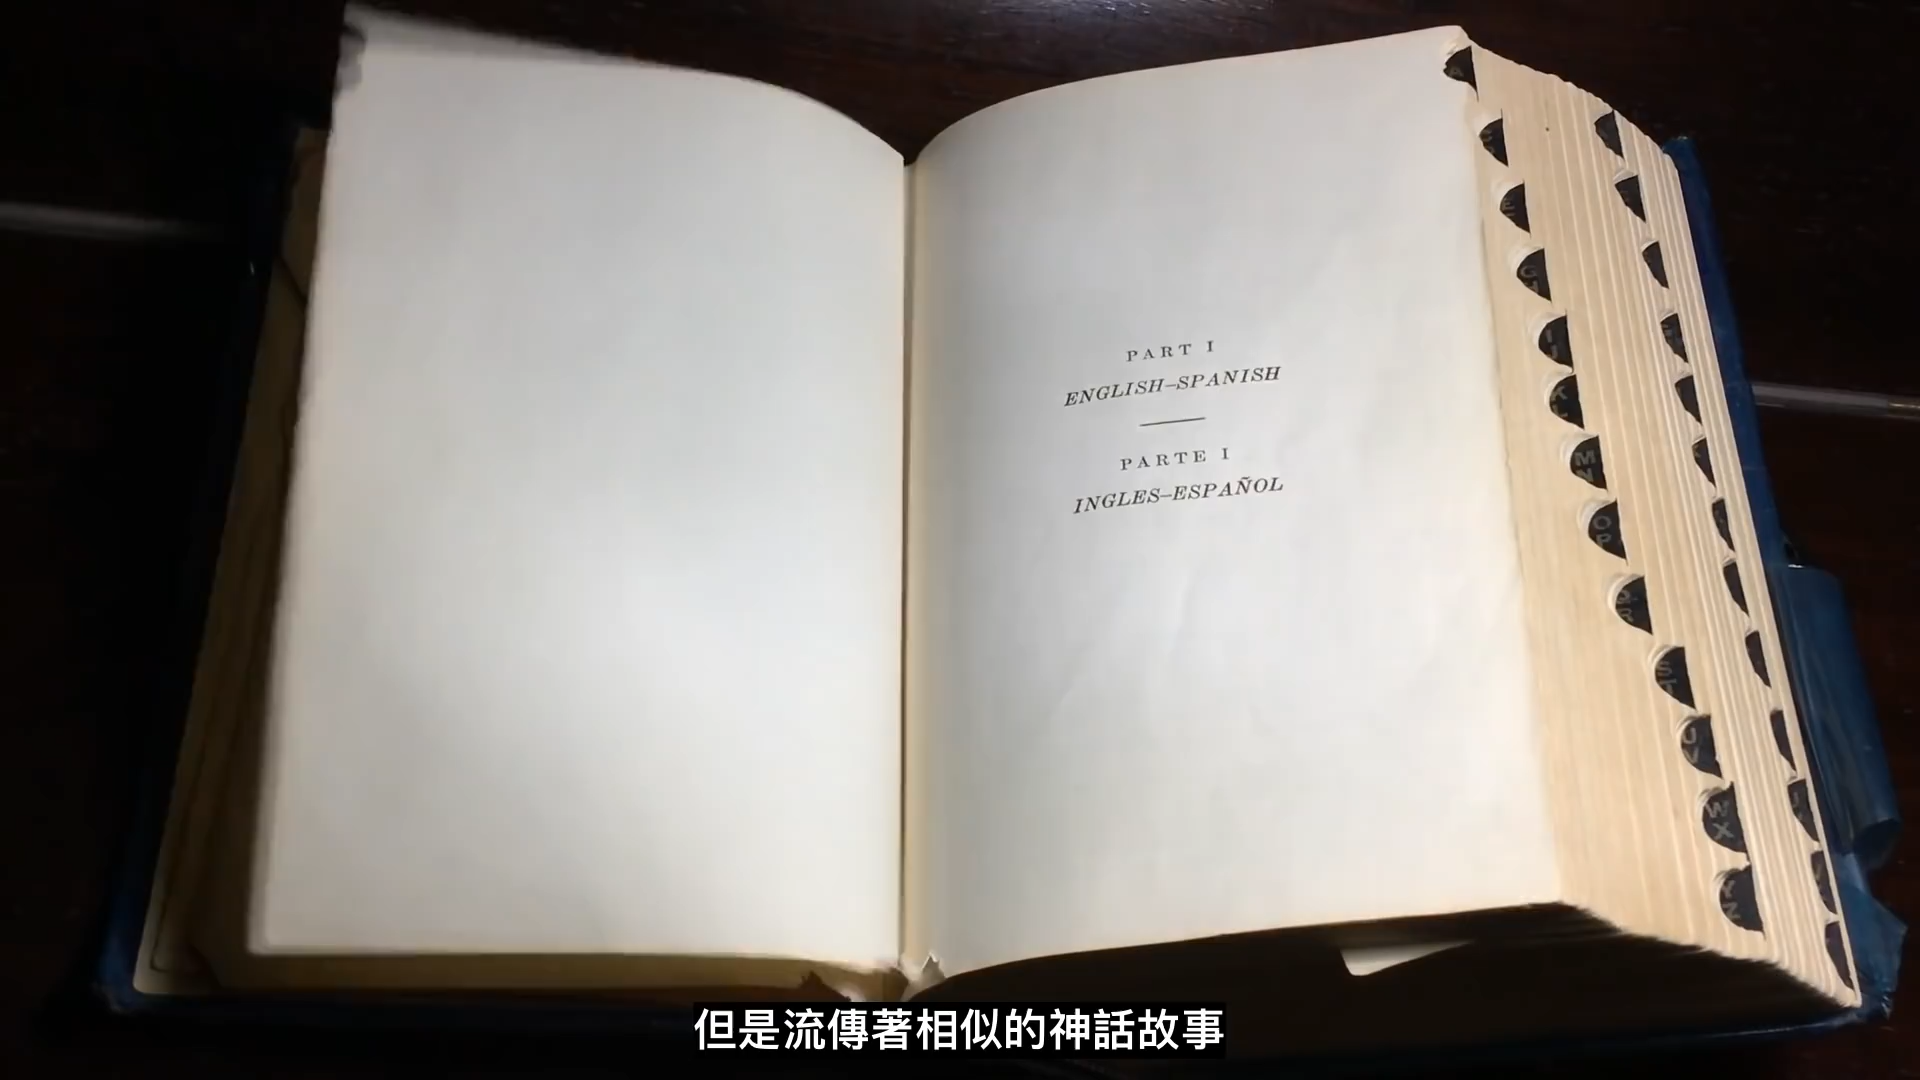 PART I
ENGLISH–SPANISH
PARTE I
INGLES–ESPAÑOL
A
E
G
H
I
J
K
L
M
N
O
P
Q
R
S
T
U
V
W
X
Y
Z
但是流傳著相似的神話故事